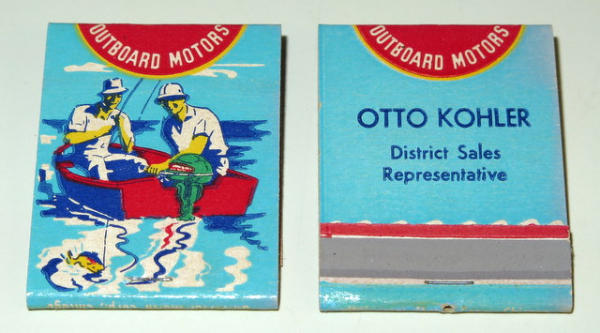 OUTBOARD MOTORS
OUTBOARD MOTORS
OTTO KOHLER
District Sales
Representative